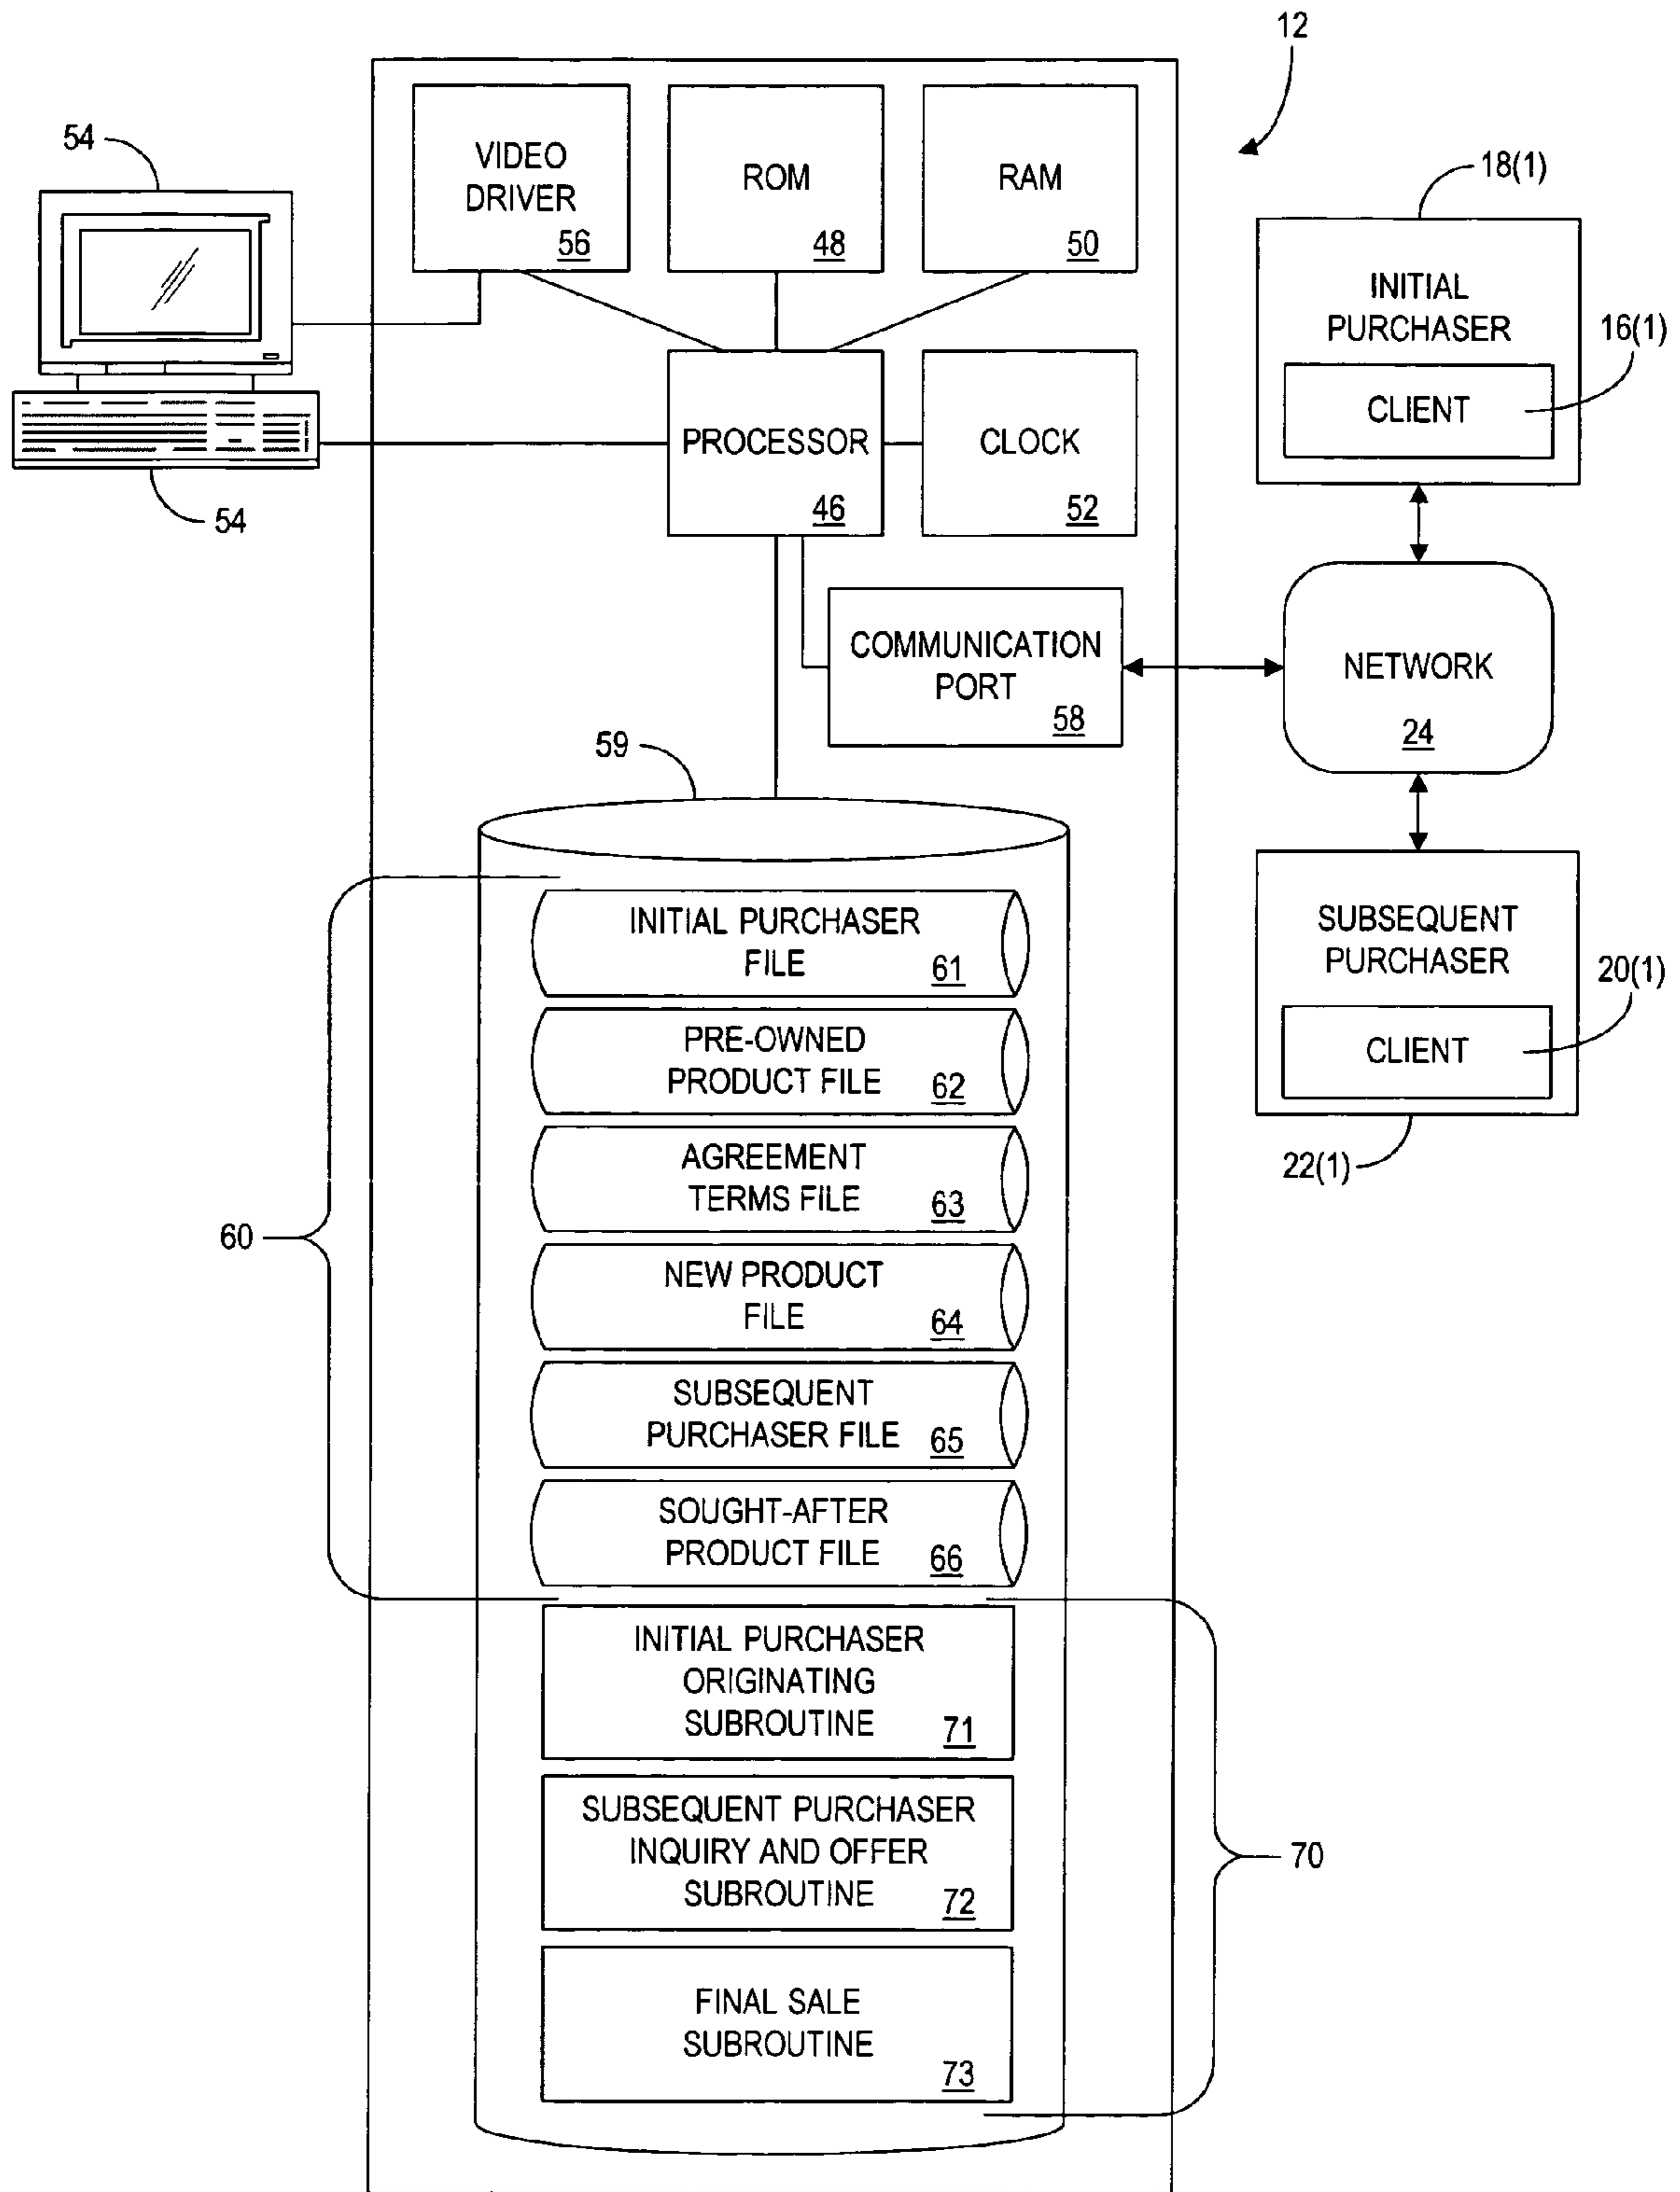 12
54
VIDEO
DRIVER
56
ROM
48
RAM
50
18(1)
INITIAL
PURCHASER
16(1)
CLIENT
PROCESSOR
46
CLOCK
52
54
COMMUNICATION
PORT
58
NETWORK
24
59
INITIAL PURCHASER
FILE
61
SUBSEQUENT
PURCHASER
20(1)
CLIENT
22(1)
PRE-OWNED
PRODUCT FILE
62
AGREEMENT
TERMS FILE
63
60
NEW PRODUCT
FILE
64
SUBSEQUENT
PURCHASER FILE
65
SOUGHT-AFTER
PRODUCT FILE
66
INITIAL PURCHASER
ORIGINATING
SUBROUTINE
71
SUBSEQUENT PURCHASER
INQUIRY AND OFFER
SUBROUTINE
72
70
FINAL SALE
SUBROUTINE
73